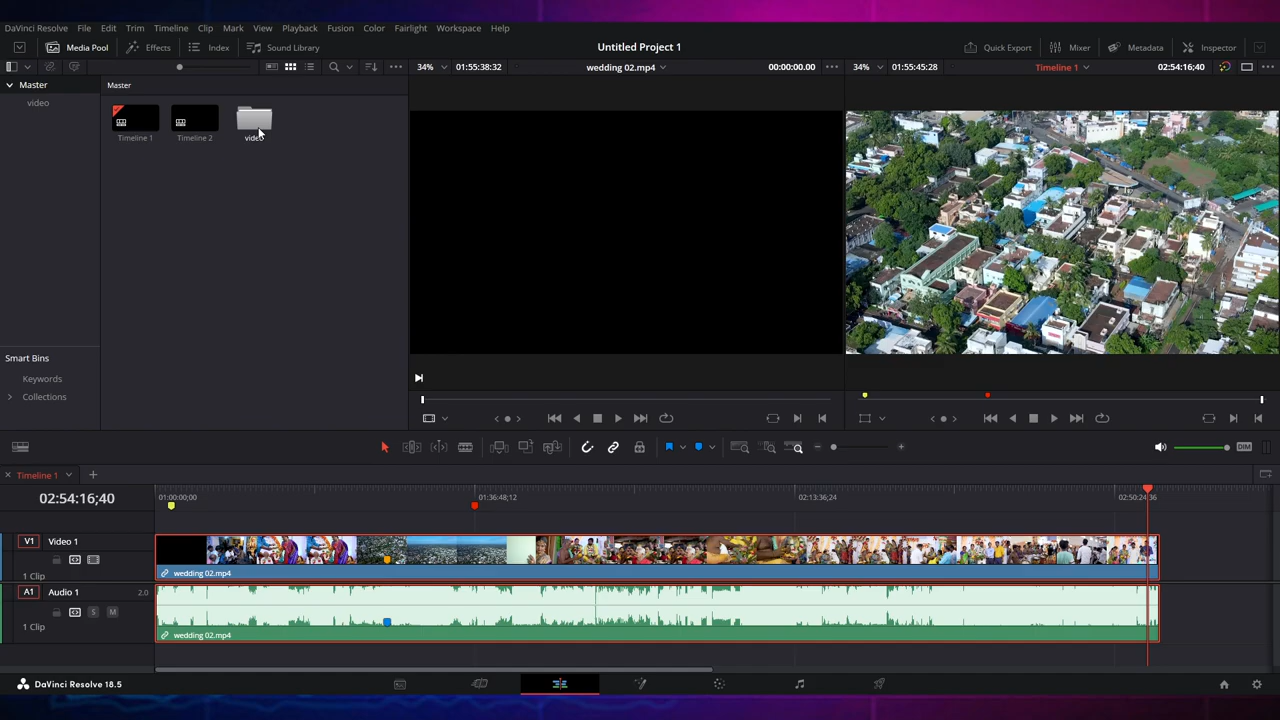 DaVinci Resolve File Edit Trim Timeline Clip Mark View Playback Fusion Color Fairlight Workspace Help
Media Pool Effects Index Sound Library Untitled Project 1 Quick Export Mixer Metadata Inspector
34% 01:55:38:32 wedding 02.mp4 00:00:00.00 34% 01:55:45:28 Timeline 1 02:54:16;40
Master
video
Master
Timeline 1 Timeline 2 video
Smart Bins
Keywords
Collections
DIM
Timeline 1
02:54:16;40
01:00:00;00 01:36:48;12 02:13:36;24 02:50:24;36
V1 Video 1
1 Clip
wedding 02.mp4
A1 Audio 1 2.0
S M
1 Clip
wedding 02.mp4
DaVinci Resolve 18.5